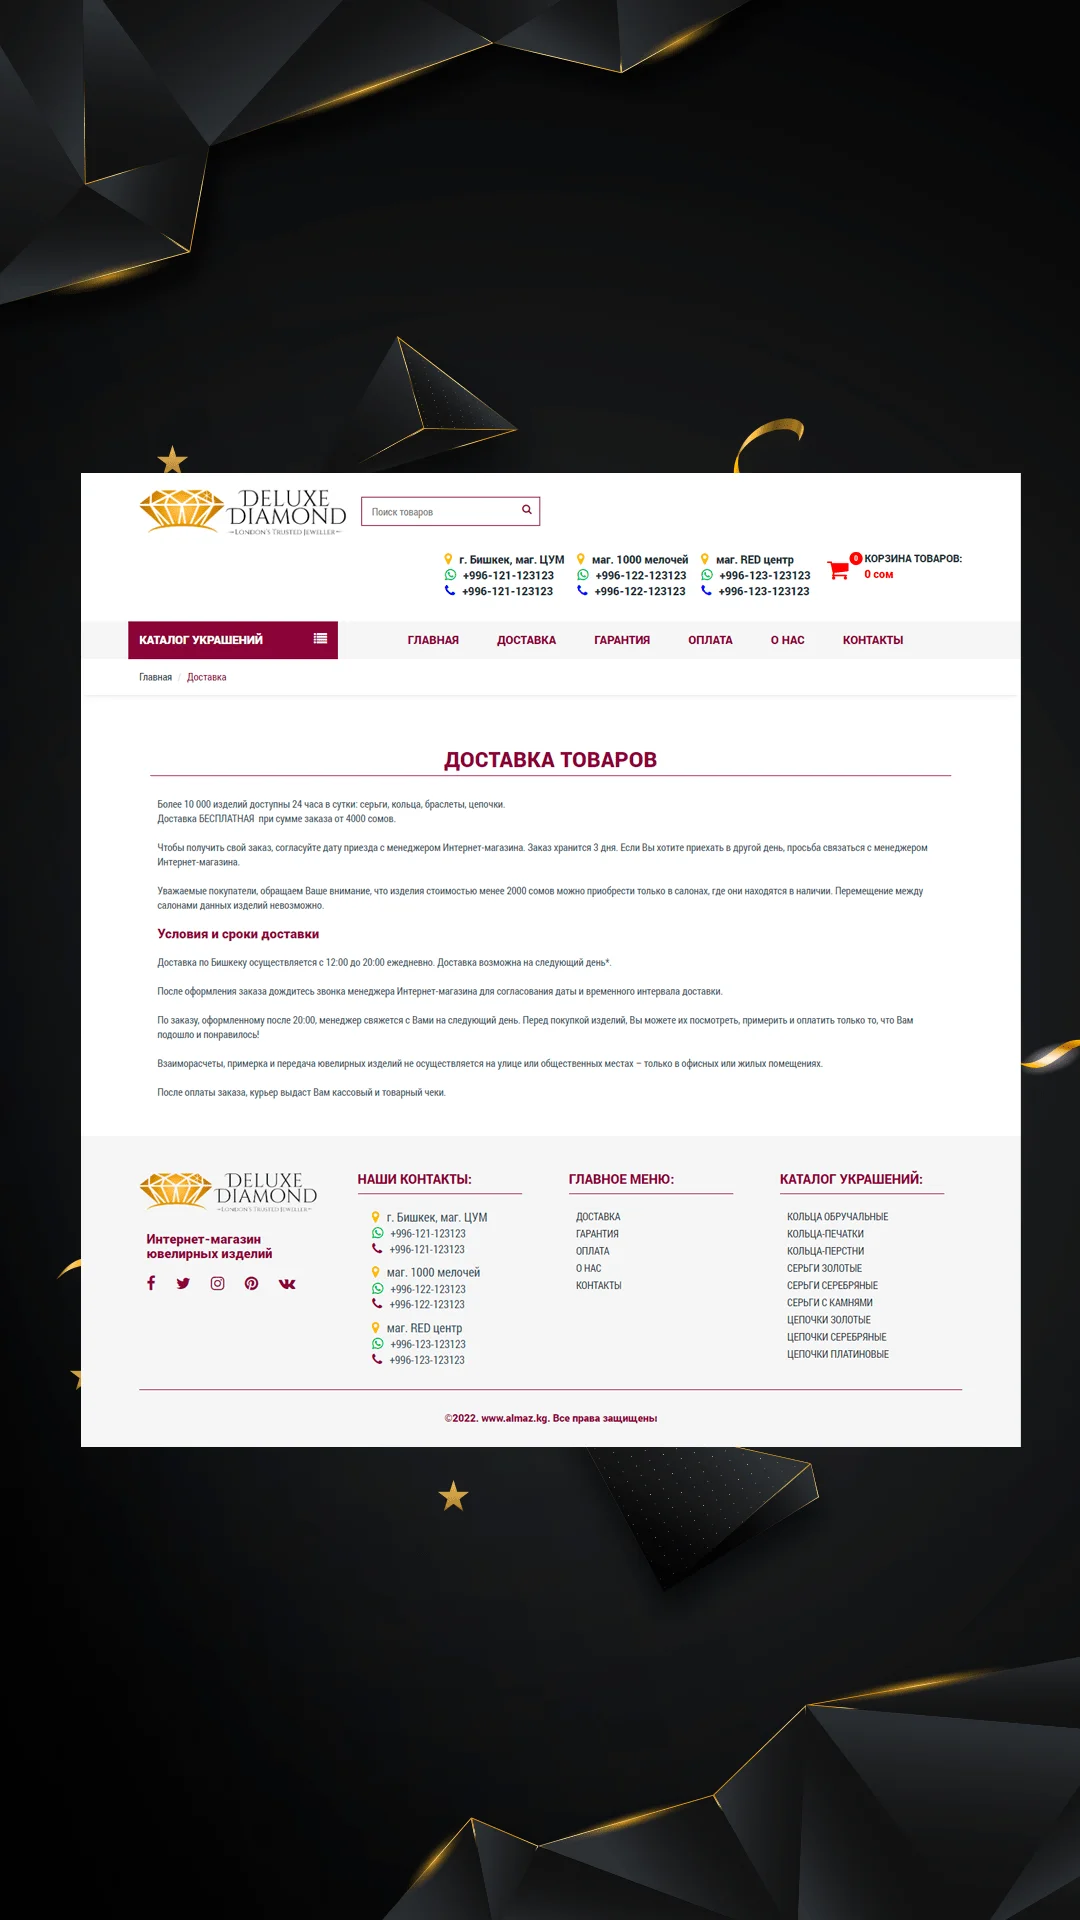 DELUXE
DIAMOND
LONDON'S TRUSTED JEWELLER
Поиск товаров
г. Бишкек, маг. ЦУМ
+996-121-123123
+996-121-123123
маг. 1000 мелочей
+996-122-123123
+996-122-123123
маг. RED центр
+996-123-123123
+996-123-123123
0
КОРЗИНА ТОВАРОВ:
0 сом
КАТАЛОГ УКРАШЕНИЙ
ГЛАВНАЯ ДОСТАВКА ГАРАНТИЯ ОПЛАТА О НАС КОНТАКТЫ
Главная / Доставка
ДОСТАВКА ТОВАРОВ
Более 10 000 изделий доступны 24 часа в сутки: серьги, кольца, браслеты, цепочки.
Доставка БЕСПЛАТНАЯ при сумме заказа от 4000 сомов.
Чтобы получить свой заказ, согласуйте дату приезда с менеджером Интернет-магазина. Заказ хранится 3 дня. Если Вы хотите приехать в другой день, просьба связаться с менеджером
Интернет-магазина.
Уважаемые покупатели, обращаем Ваше внимание, что изделия стоимостью менее 2000 сомов можно приобрести только в салонах, где они находятся в наличии. Перемещение между
салонами данных изделий невозможно.
Условия и сроки доставки
Доставка по Бишкеку осуществляется с 12:00 до 20:00 ежедневно. Доставка возможна на следующий день*.
После оформления заказа дождитесь звонка менеджера Интернет-магазина для согласования даты и временного интервала доставки.
По заказу, оформленному после 20:00, менеджер свяжется с Вами на следующий день. Перед покупкой изделий, Вы можете их посмотреть, примерить и оплатить только то, что Вам
подошло и понравилось!
Взаиморасчеты, примерка и передача ювелирных изделий не осуществляется на улице или общественных местах – только в офисных или жилых помещениях.
После оплаты заказа, курьер выдаст Вам кассовый и товарный чеки.
DELUXE
DIAMOND
LONDON'S TRUSTED JEWELLER
Интернет-магазин
ювелирных изделий
НАШИ КОНТАКТЫ:
г. Бишкек, маг. ЦУМ
+996-121-123123
+996-121-123123
маг. 1000 мелочей
+996-122-123123
+996-122-123123
маг. RED центр
+996-123-123123
+996-123-123123
ГЛАВНОЕ МЕНЮ:
ДОСТАВКА
ГАРАНТИЯ
ОПЛАТА
О НАС
КОНТАКТЫ
КАТАЛОГ УКРАШЕНИЙ:
КОЛЬЦА ОБРУЧАЛЬНЫЕ
КОЛЬЦА-ПЕЧАТКИ
КОЛЬЦА-ПЕРСТНИ
СЕРЬГИ ЗОЛОТЫЕ
СЕРЬГИ СЕРЕБРЯНЫЕ
СЕРЬГИ С КАМНЯМИ
ЦЕПОЧКИ ЗОЛОТЫЕ
ЦЕПОЧКИ СЕРЕБРЯНЫЕ
ЦЕПОЧКИ ПЛАТИНОВЫЕ
©2022. www.almaz.kg. Все права защищены